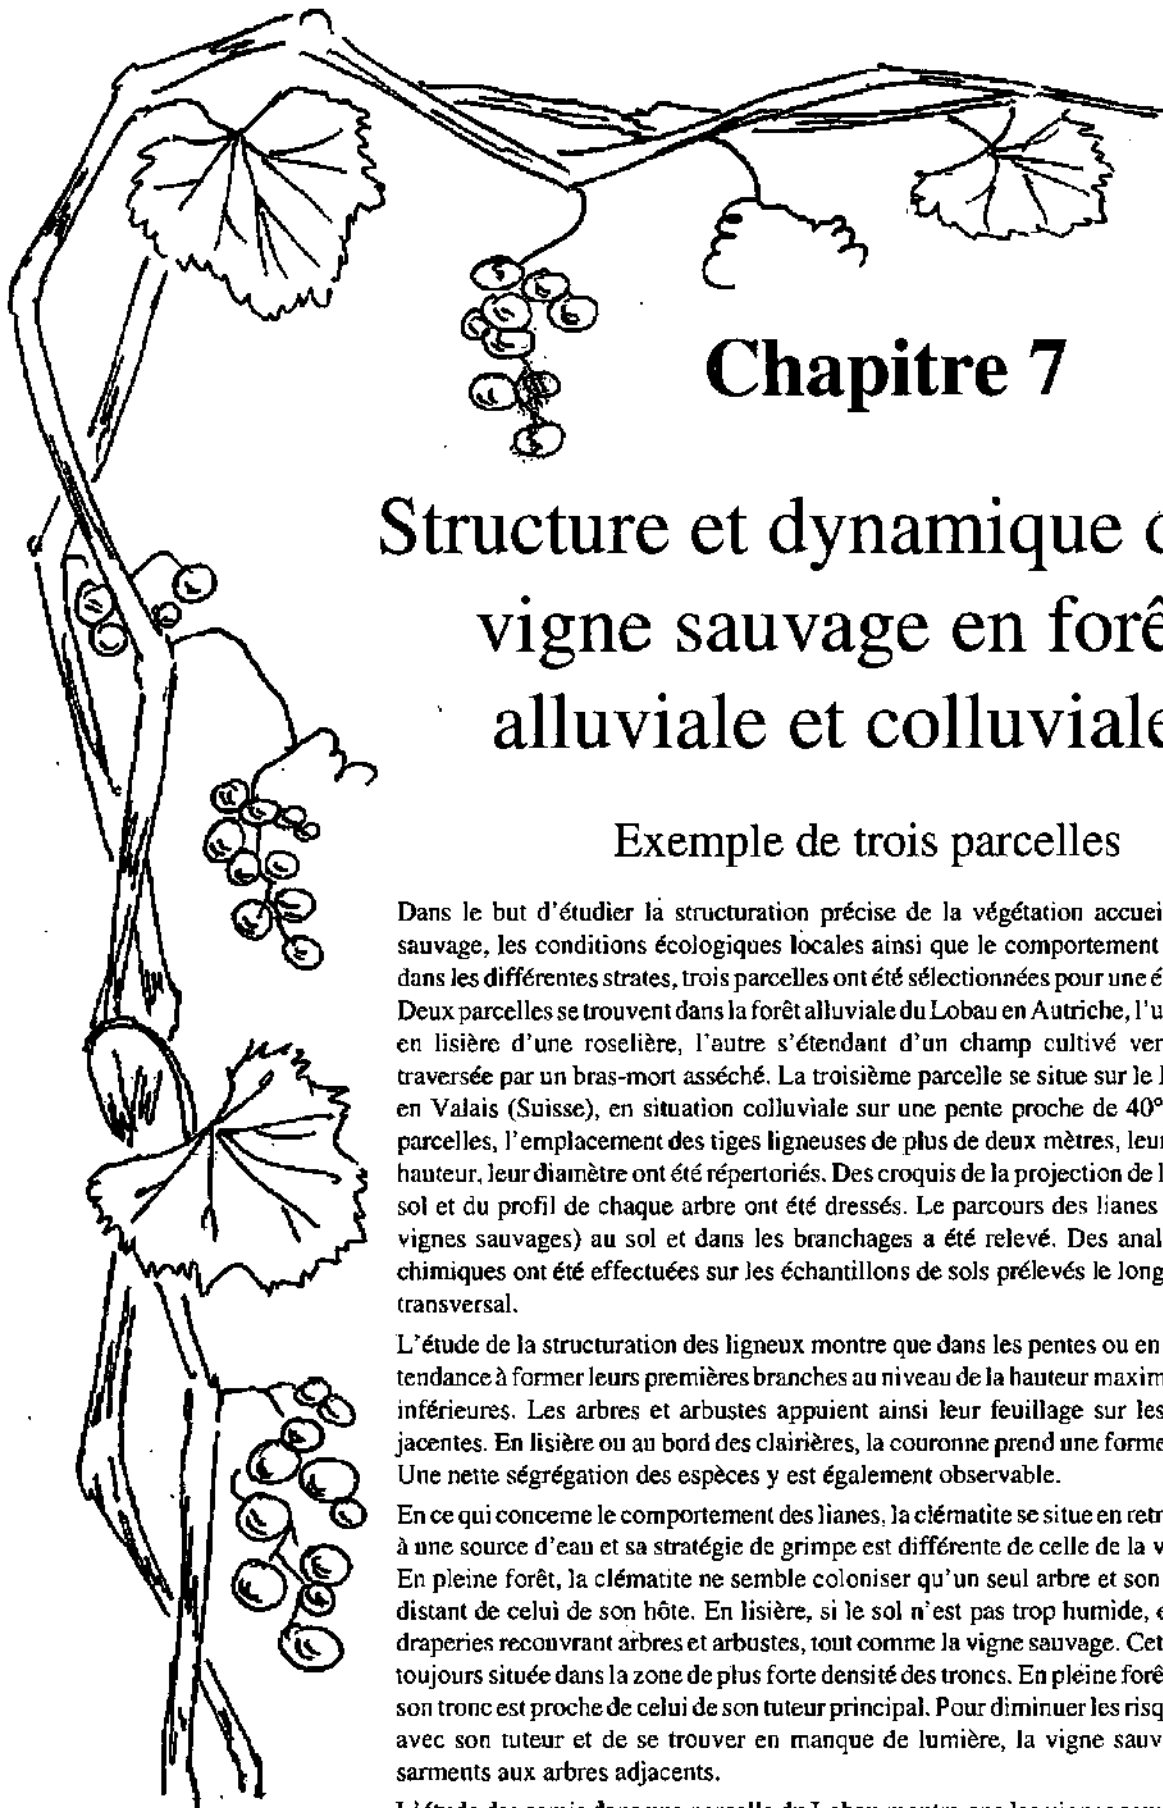 Chapitre 7
Structure et dynamique
vigne sauvage en
alluviale et colluviale
Exemple de trois parcelles
Dans le but d'étudier la structuration précise de la végétation
sauvage, les conditions écologiques locales ainsi que le comportement
dans les différentes strates, trois parcelles ont été sélectionnées pour une
Deux parcelles se trouvent dans la forêt alluviale du Lobau en Autriche,
en lisière d'une roselière, l'autre s'étendant d'un champ cultivé
traversée par un bras-mort asséché. La troisième parcelle se situe sur le
en Valais (Suisse), en situation colluviale sur une pente proche de 40°
parcelles, l'emplacement des tiges ligneuses de plus de deux mètres, leur
hauteur, leur diamètre ont été répertoriés. Des croquis de la projection de
sol et du profil de chaque arbre ont été dressés. Le parcours des lianes
vignes sauvages) au sol et dans les branchages a été relevé. Des
chimiques ont été effectuées sur les échantillons de sols prélevés le long
transversal.
L'étude de la structuration des ligneux montre que dans les pentes ou en
tendance à former leurs premières branches au niveau de la hauteur
inférieures. Les arbres et arbustes appuient ainsi leur feuillage sur les
jacentes. En lisière ou au bord des clairières, la couronne prend une forme
Une nette ségrégation des espèces y est également observable.
En ce qui concerne le comportement des lianes, la clématite se situe en
à une source d'eau et sa stratégie de grimpe est différente de celle de la
En pleine forêt, la clématite ne semble coloniser qu'un seul arbre et son
distant de celui de son hôte. En lisière, si le sol n'est pas trop humide,
draperies recouvrant arbres et arbustes, tout comme la vigne sauvage.
toujours située dans la zone de plus forte densité des troncs. En pleine
son tronc est proche de celui de son tuteur principal. Pour diminuer les
avec son tuteur et de se trouver en manque de lumière, la vigne
sarments aux arbres adjacents.